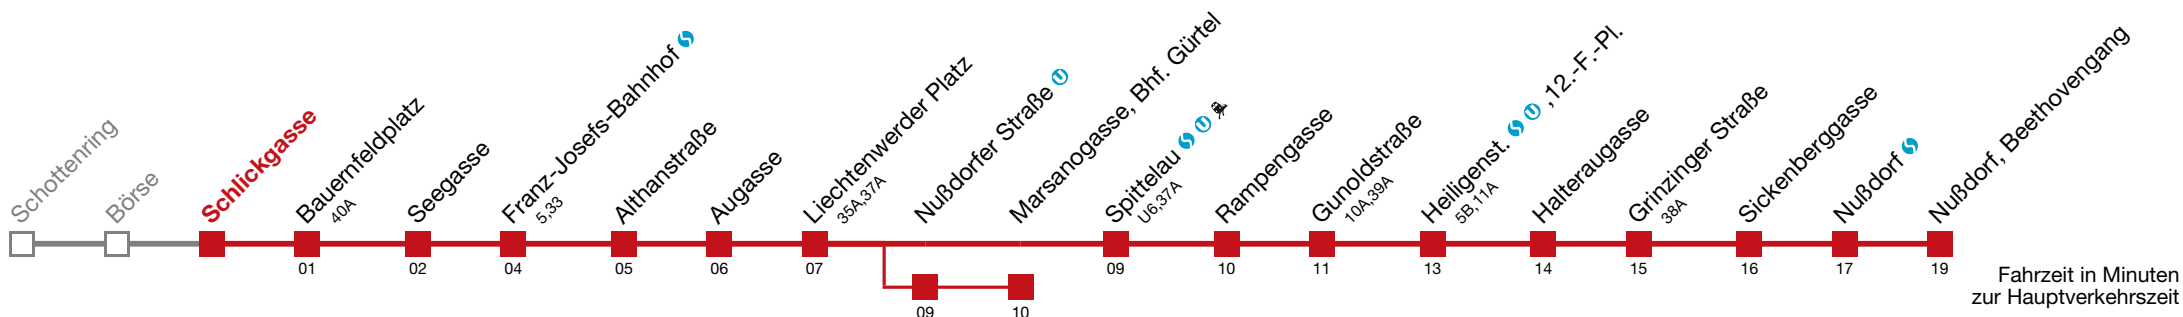 Schottenring
Börse
Schlickgasse
Bauernfeldplatz
40A
Seegasse
Franz-Josefs-Bahnhof
5,33
Althanstraße
Augasse
Liechtenwerder Platz
35A,37A
Nußdorfer Straße U
Marsanogasse, Bhf. Gürtel
Spittelau U
U6,37A
Rampengasse
Gunoldstraße
10A,39A
Heiligenst. U ,12.-F.-Pl.
5B,11A
Halteraugasse
Grinzinger Straße
38A
Sickenberggasse
Nußdorf
Nußdorf, Beethovengang
01
02
04
05
06
07
09
10
11
13
14
15
16
17
19
09
10
Fahrzeit in Minuten
zur Hauptverkehrszeit